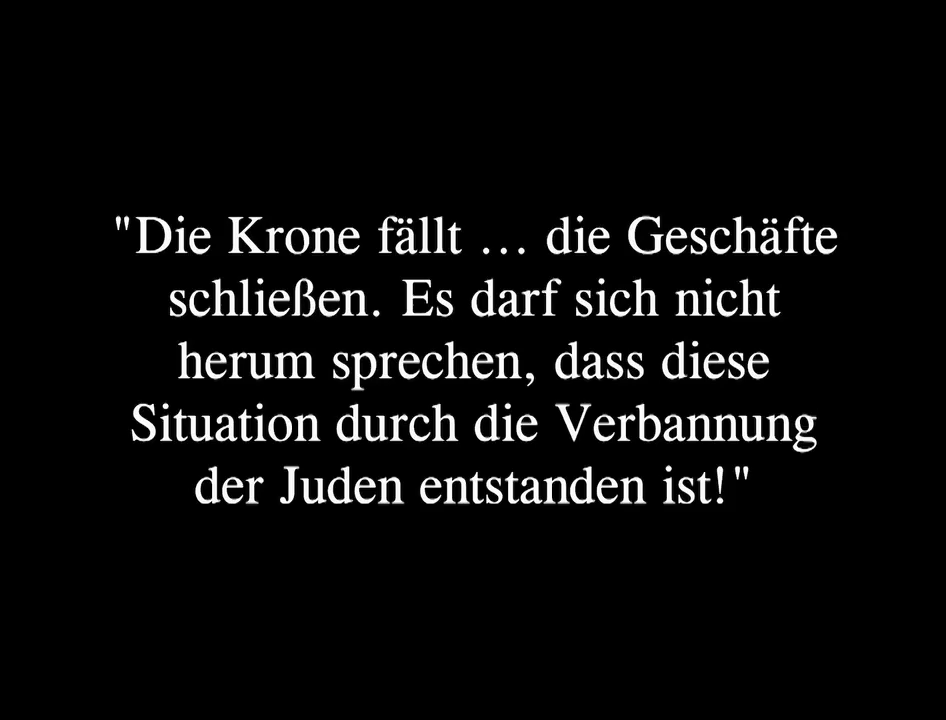 "Die Krone fällt ... die Geschäfte
schließen. Es darf sich nicht
herum sprechen, dass diese
Situation durch die Verbannung
der Juden entstanden ist!"